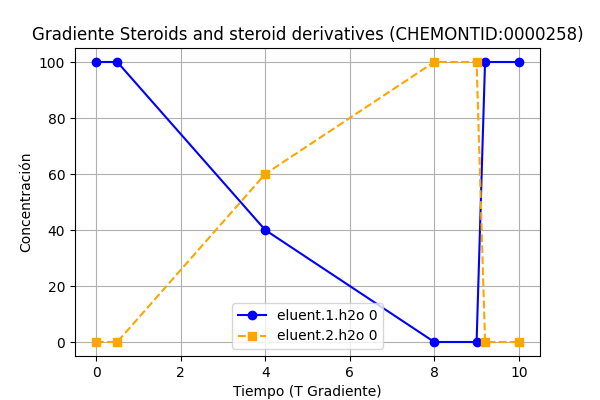 Gradiente Steroids and steroid derivatives (CHEMONTID:0000258)
100
80
60
40
20
0
Concentración
eluent.1.h2o 0
eluent.2.h2o 0
0 2 4 6 8 10
Tiempo (T Gradiente)